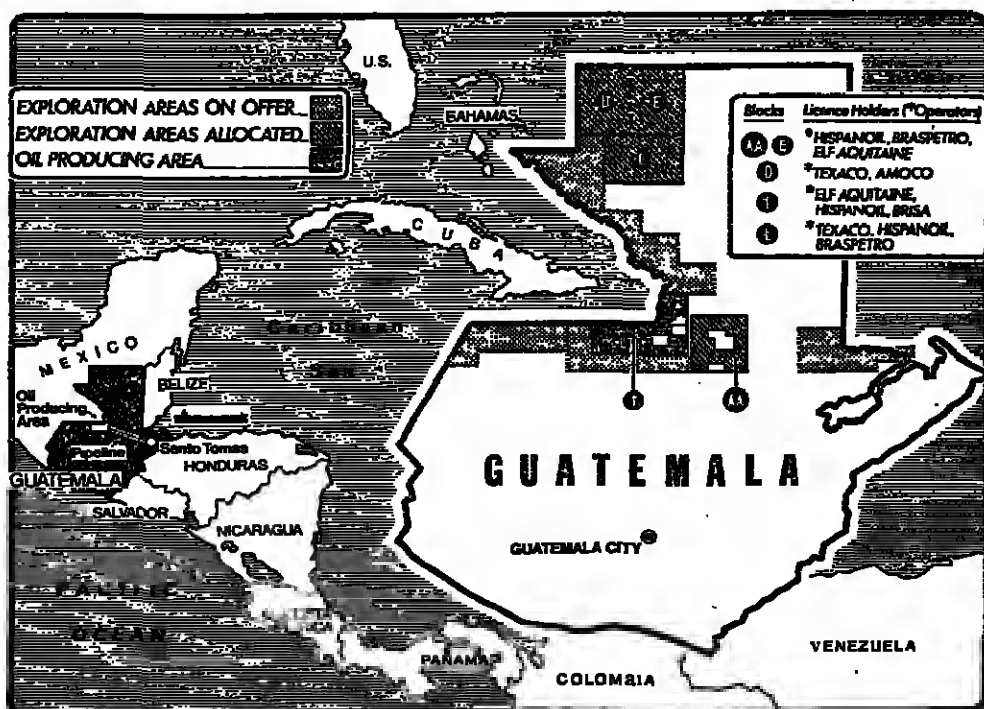 U.S.
EXPLORATION AREAS ON OFFER
EXPLORATION AREAS ALLOCATED
OIL PRODUCING AREA
BAHAMAS
Blocks Licence Holders (*Operators)
AA E *HISPANOIL, BRASPETRO,
ELF AQUITAINE
D *TEXACO, AMOCO
*ELF AQUITAINE,
HISPANOIL, BRISA
*TEXACO, HISPANOIL,
BRASPETRO
D E
CUBA
Caribbean
Sea
MEXICO
BELIZE
Oil
Producing
Area
Pipeline
Santo Tomas
HONDURAS
GUATEMALA
SALVADOR
NICARAGUA
AA
GUATEMALA
GUATEMALA CITY
PACIFIC
OCEAN
PANAMA
COLOMBIA
VENEZUELA